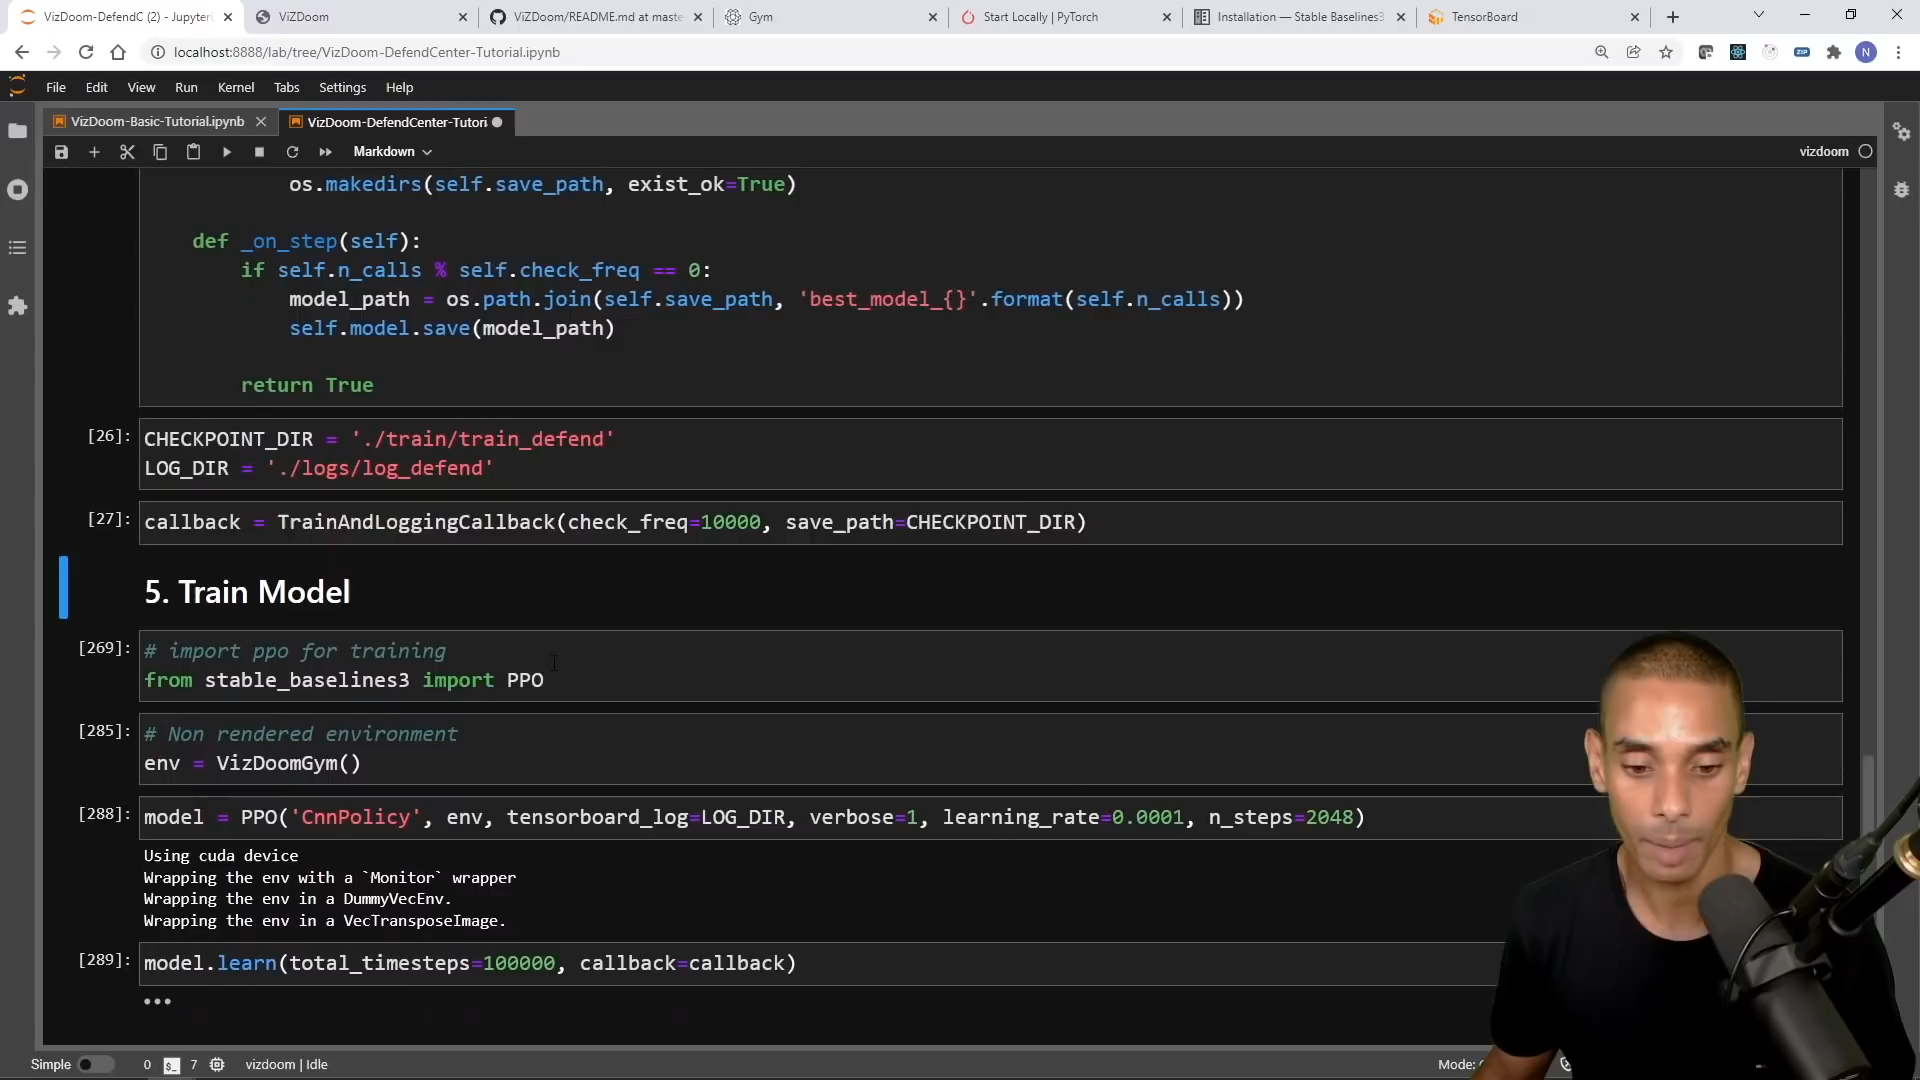 VizDoom-DefendC (2) - JupyterL
ViZDoom
ViZDoom/README.md at maste
Gym
Start Locally | PyTorch
Installation — Stable Baselines3
TensorBoard
localhost:8888/lab/tree/VizDoom-DefendCenter-Tutorial.ipynb
ZIP
N
File Edit View Run Kernel Tabs Settings Help
VizDoom-Basic-Tutorial.ipynb
VizDoom-DefendCenter-Tutori
Markdown
vizdoom
os.makedirs(self.save_path, exist_ok=True)
def _on_step(self):
if self.n_calls % self.check_freq == 0:
model_path = os.path.join(self.save_path, 'best_model_{}'.format(self.n_calls))
self.model.save(model_path)
return True
[26]: CHECKPOINT_DIR = './train/train_defend'
LOG_DIR = './logs/log_defend'
[27]: callback = TrainAndLoggingCallback(check_freq=10000, save_path=CHECKPOINT_DIR)
5. Train Model
[269]: # import ppo for training
from stable_baselines3 import PPO
[285]: # Non rendered environment
env = VizDoomGym()
[288]: model = PPO('CnnPolicy', env, tensorboard_log=LOG_DIR, verbose=1, learning_rate=0.0001, n_steps=2048)
Using cuda device
Wrapping the env with a `Monitor` wrapper
Wrapping the env in a DummyVecEnv.
Wrapping the env in a VecTransposeImage.
[289]: model.learn(total_timesteps=100000, callback=callback)
•••
Simple 0 $_ 7 vizdoom | Idle Mode: